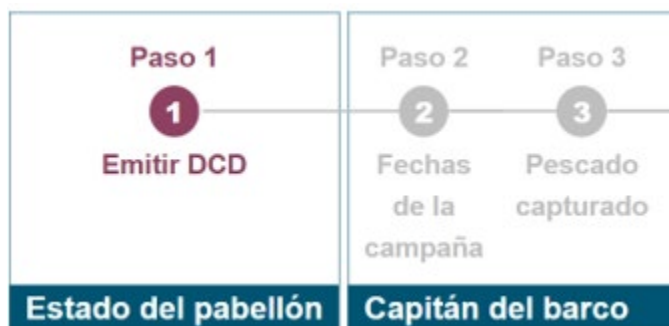 Paso 1
1
Emitir DCD
Estado del pabellón
Paso 2
2
Fechas
de la
campaña
Paso 3
3
Pescado
capturado
Capitán del barco